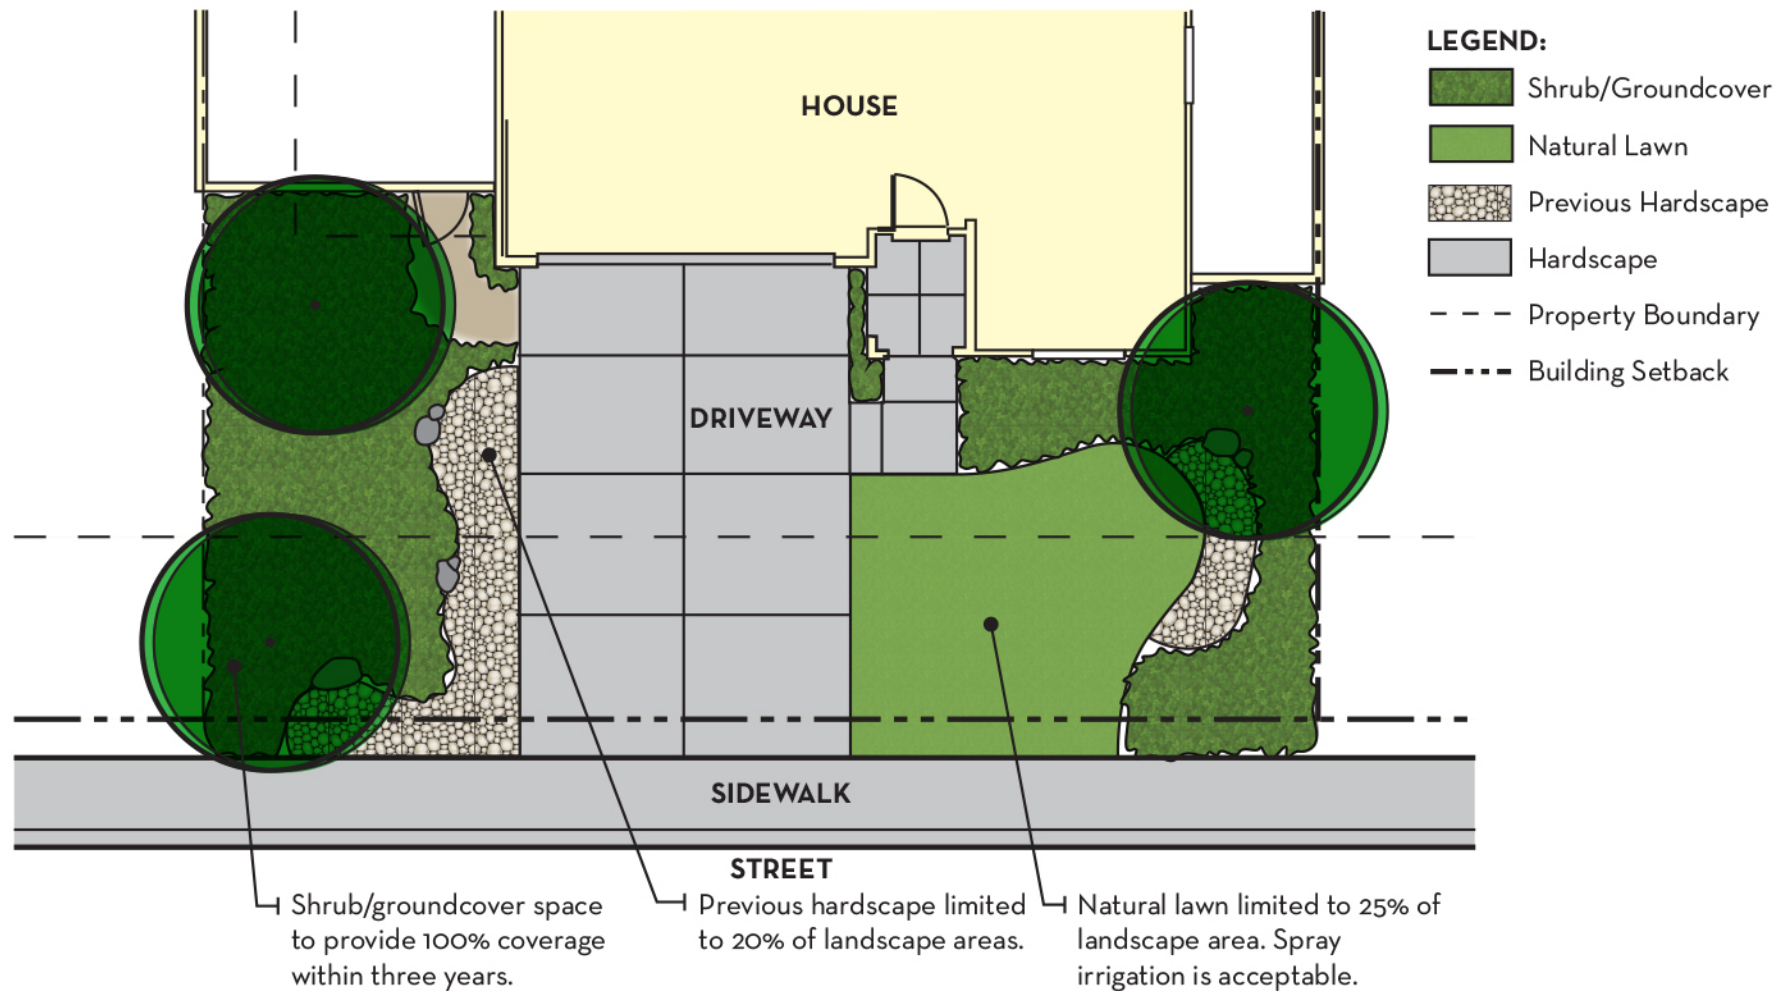 HOUSE
DRIVEWAY
SIDEWALK
STREET
LEGEND:
Shrub/Groundcover
Natural Lawn
Previous Hardscape
Hardscape
Property Boundary
Building Setback
Shrub/groundcover space
to provide 100% coverage
within three years.
Previous hardscape limited
to 20% of landscape areas.
Natural lawn limited to 25% of
landscape area. Spray
irrigation is acceptable.